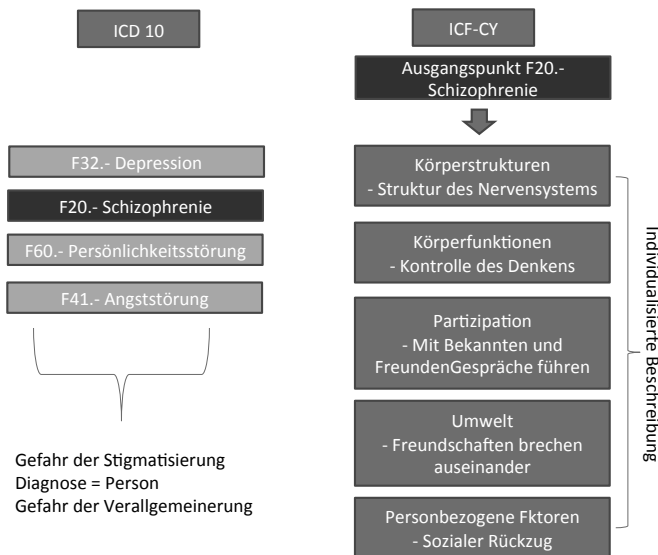 ICD 10
F32.- Depression
F20.- Schizophrenie
F60.- Persönlichkeitsstörung
F41.- Angststörung
Gefahr der Stigmatisierung
Diagnose = Person
Gefahr der Verallgemeinerung
ICF-CY
Ausgangspunkt F20.-
Schizophrenie
Körperstrukturen
- Struktur des Nervensystems
Körperfunktionen
- Kontrolle des Denkens
Partizipation
- Mit Bekannten und
FreundenGespräche führen
Umwelt
- Freundschaften brechen
auseinander
Personbezogene Fktoren
- Sozialer Rückzug
Individualisierte Beschreibung